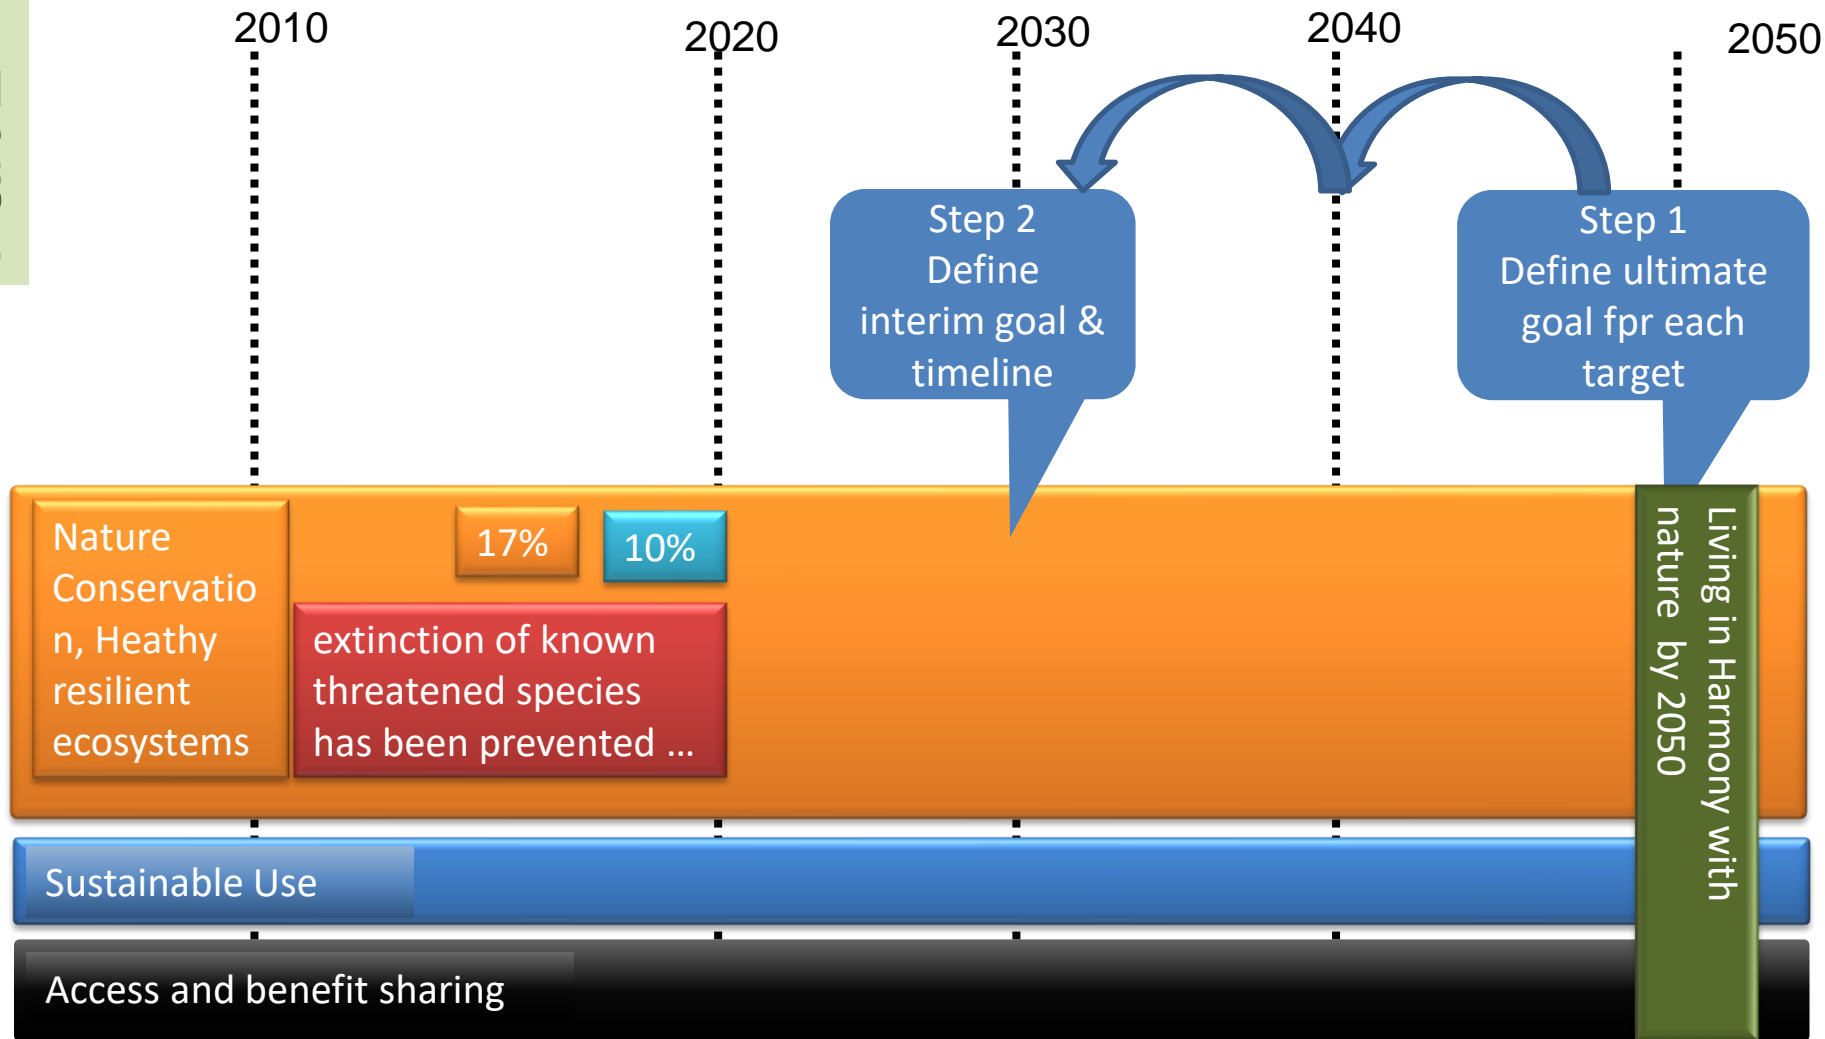 2010
2020
2030
2040
2050
Step 2
Define
interim goal &
timeline
Step 1
Define ultimate
goal fpr each
target
Nature
Conservatio
n, Heathy
resilient
ecosystems
17%
10%
extinction of known
threatened species
has been prevented ...
Living in Harmony with
nature by 2050
Sustainable Use
Access and benefit sharing